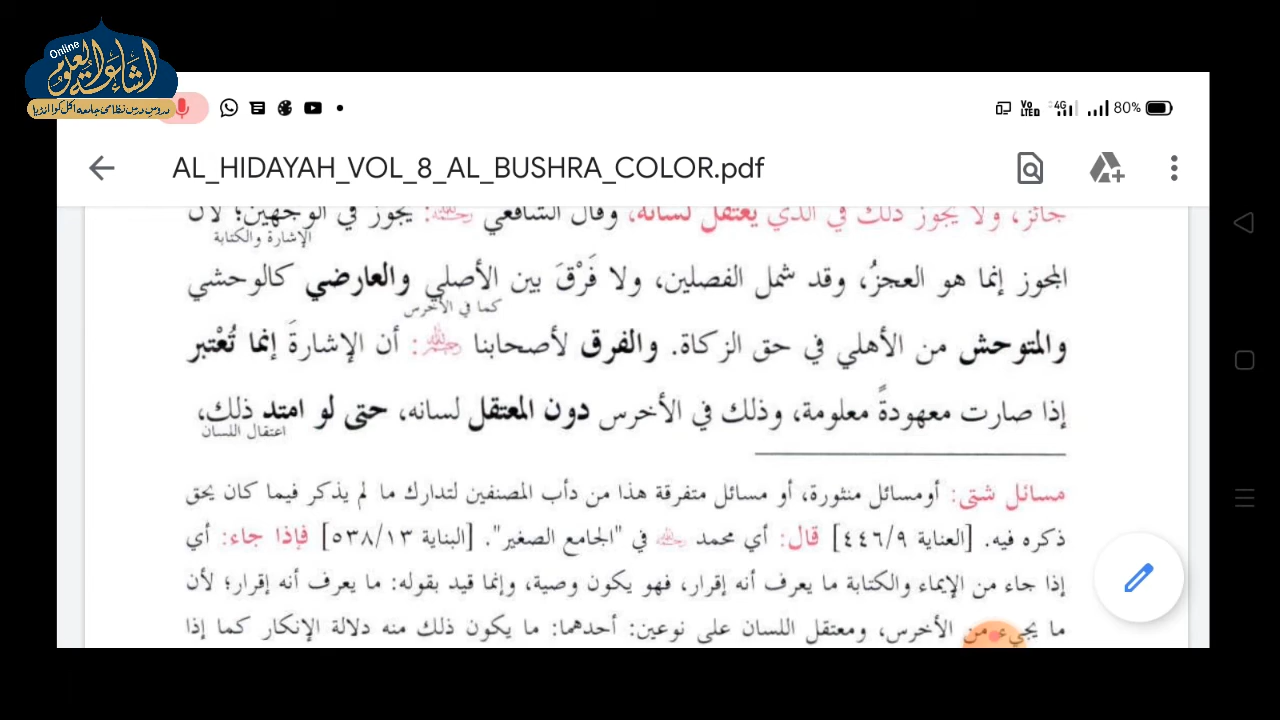 Online
اشاعۃ العلوم
دروس درس نظامی جامعہ اکل کوا انڈیا
Vo LTE 4G 80%
AL_HIDAYAH_VOL_8_AL_BUSHRA_COLOR.pdf
جائز، ولا يجوز ذلك في الذي يعتقل لسانه، وقال الشافعي رحمه الله: يجوز في الوجهين؛ لأن
الإشارة والكتابة
المجوز إنما هو العجزُ، وقد شمل الفصلين، ولا فَرْقَ بين الأصلي والعارضي كالوحشي
كما في الأخرس
والمتوحش من الأهلي في حق الزكاة. والفرق لأصحابنا رحمهم الله: أن الإشارةَ إنما تُعْتبر
إذا صارت معهودةً معلومة، وذلك في الأخرس دون المعتقل لسانه، حتى لو امتد ذلك،
اعتقال اللسان
مسائل شتى: أومسائل منثورة، أو مسائل متفرقة هذا من دأب المصنفين لتدارك ما لم يذكر فيما كان يحق
ذكره فيه. [العناية ٤٤٦/٩] قال: أي محمد رحمه الله في "الجامع الصغير". [البناية ٥٣٨/١٣] فإذا جاء: أي
إذا جاء من الإيماء والكتابة ما يعرف أنه إقرار، فهو يكون وصية، وإنما قيد بقوله: ما يعرف أنه إقرار؛ لأن
ما يجيء من الأخرس، ومعتقل اللسان على نوعين: أحدهما: ما يكون ذلك منه دلالة الإنكار كما إذا